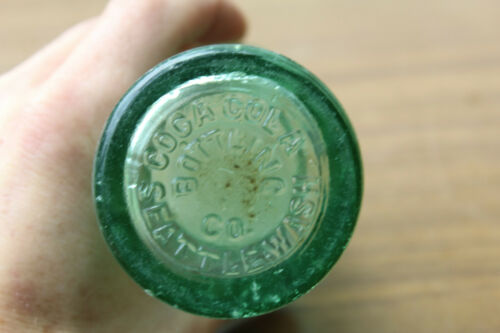 COCA COLA
BOTTLING
CO.
SEATTLE WASH